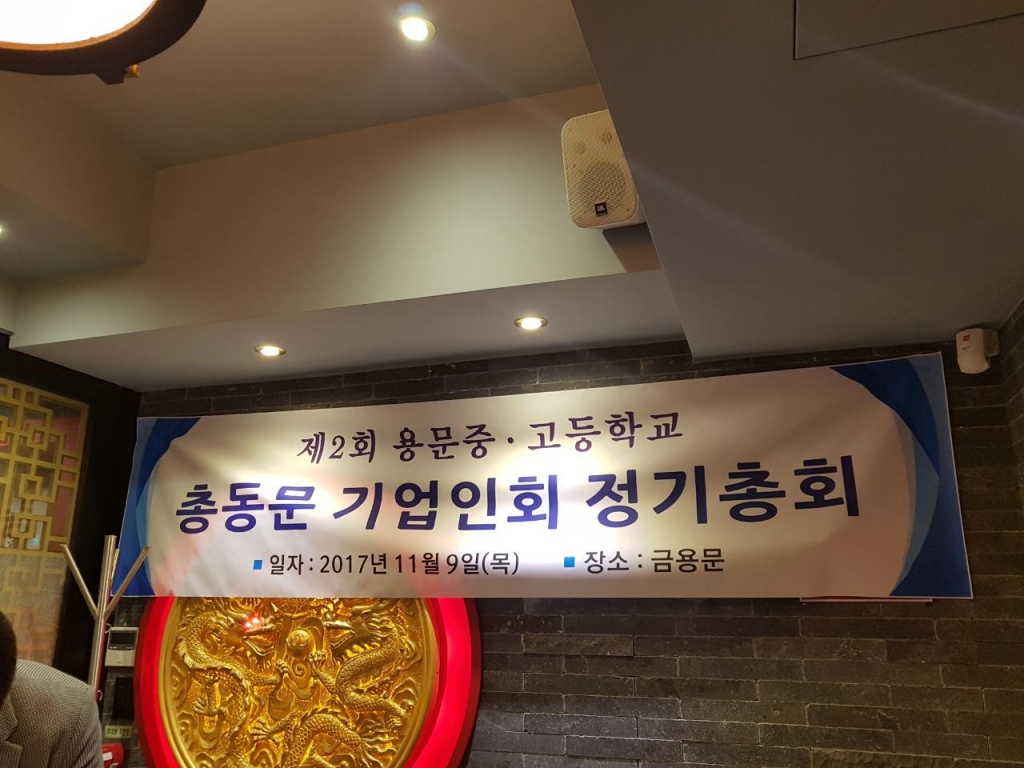 제2회 용문중·고등학교
총동문 기업인회 정기총회
▪ 일자 : 2017년 11월 9일(목) ▪ 장소 : 금용문
JBL